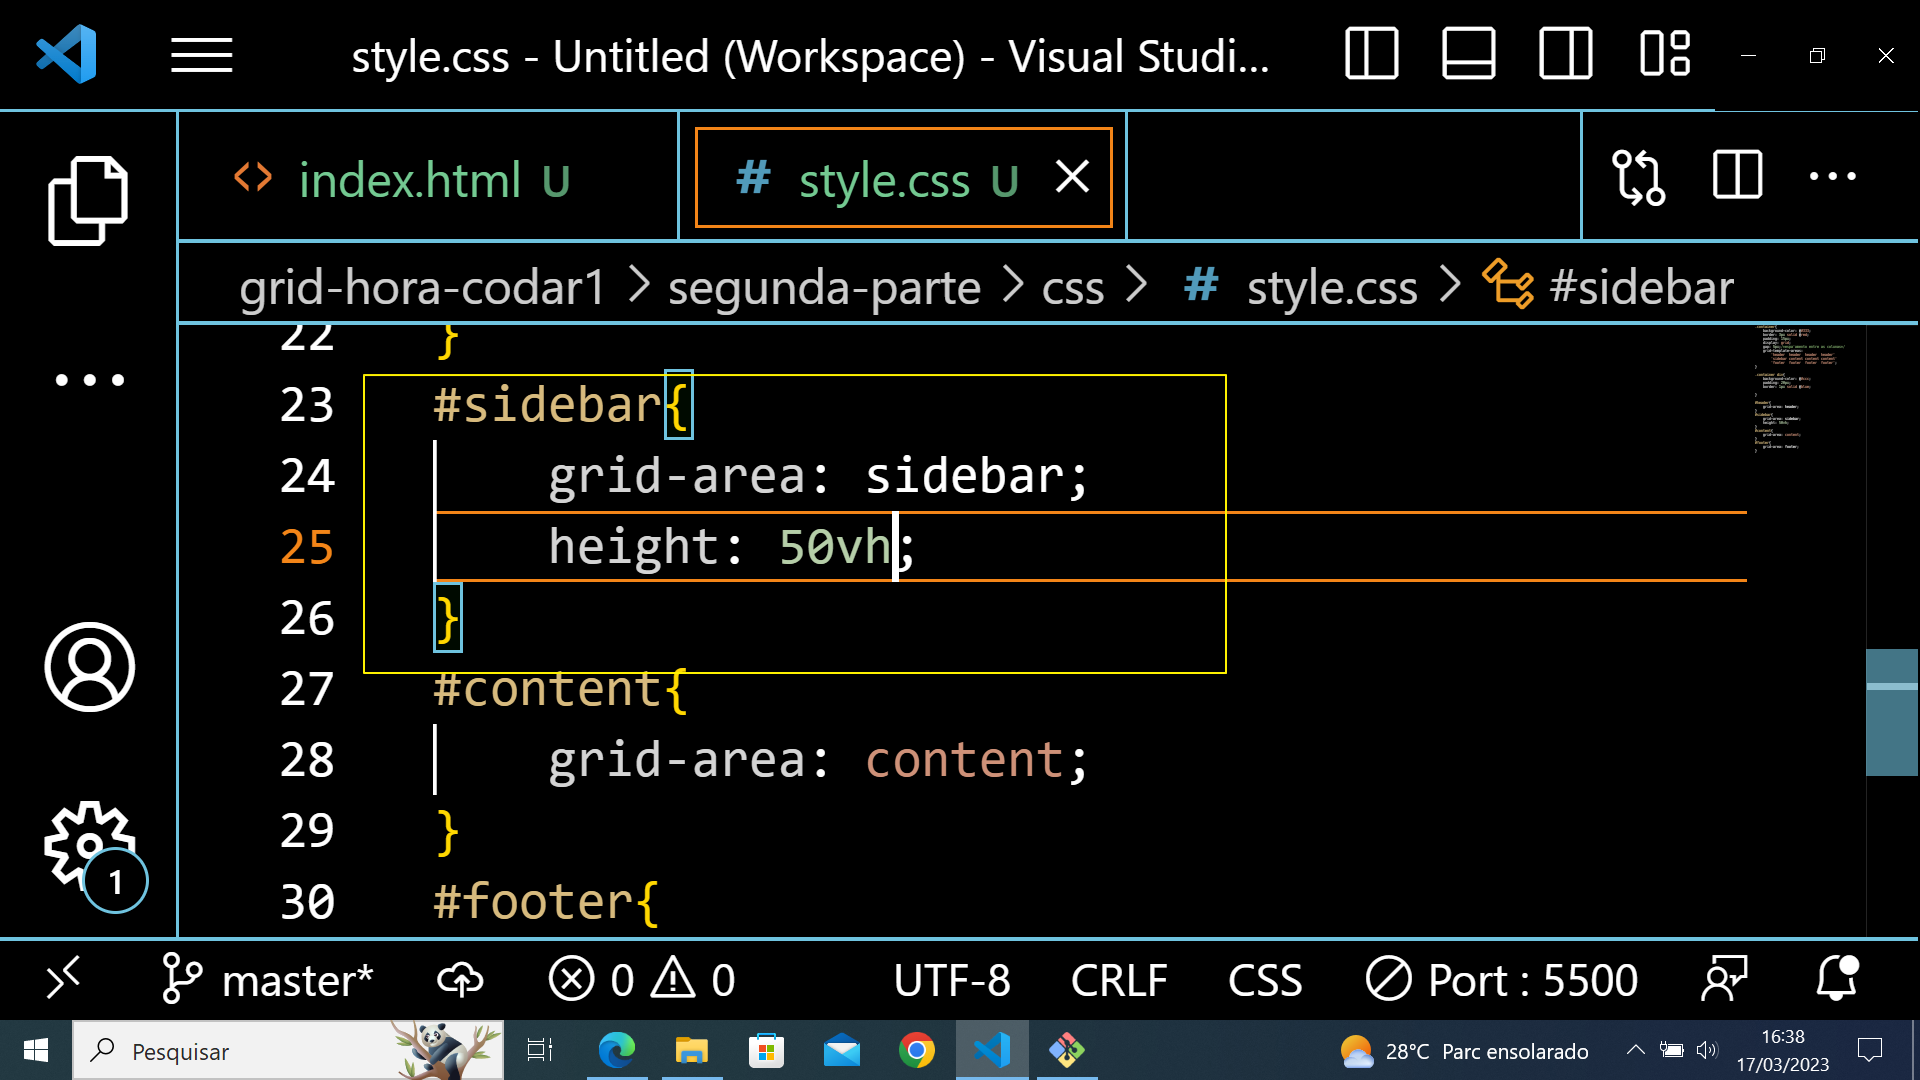 style.css - Untitled (Workspace) - Visual Studi...
index.html U
# style.css U
grid-hora-codar1 > segunda-parte > css > # style.css > #sidebar
22 }
23 #sidebar{
24 grid-area: sidebar;
25 height: 50vh;
26 }
27 #content{
28 grid-area: content;
29 }
30 #footer{
1
master* 0 0 UTF-8 CRLF CSS Port : 5500
Pesquisar
28°C Parc ensolarado
16:38
17/03/2023